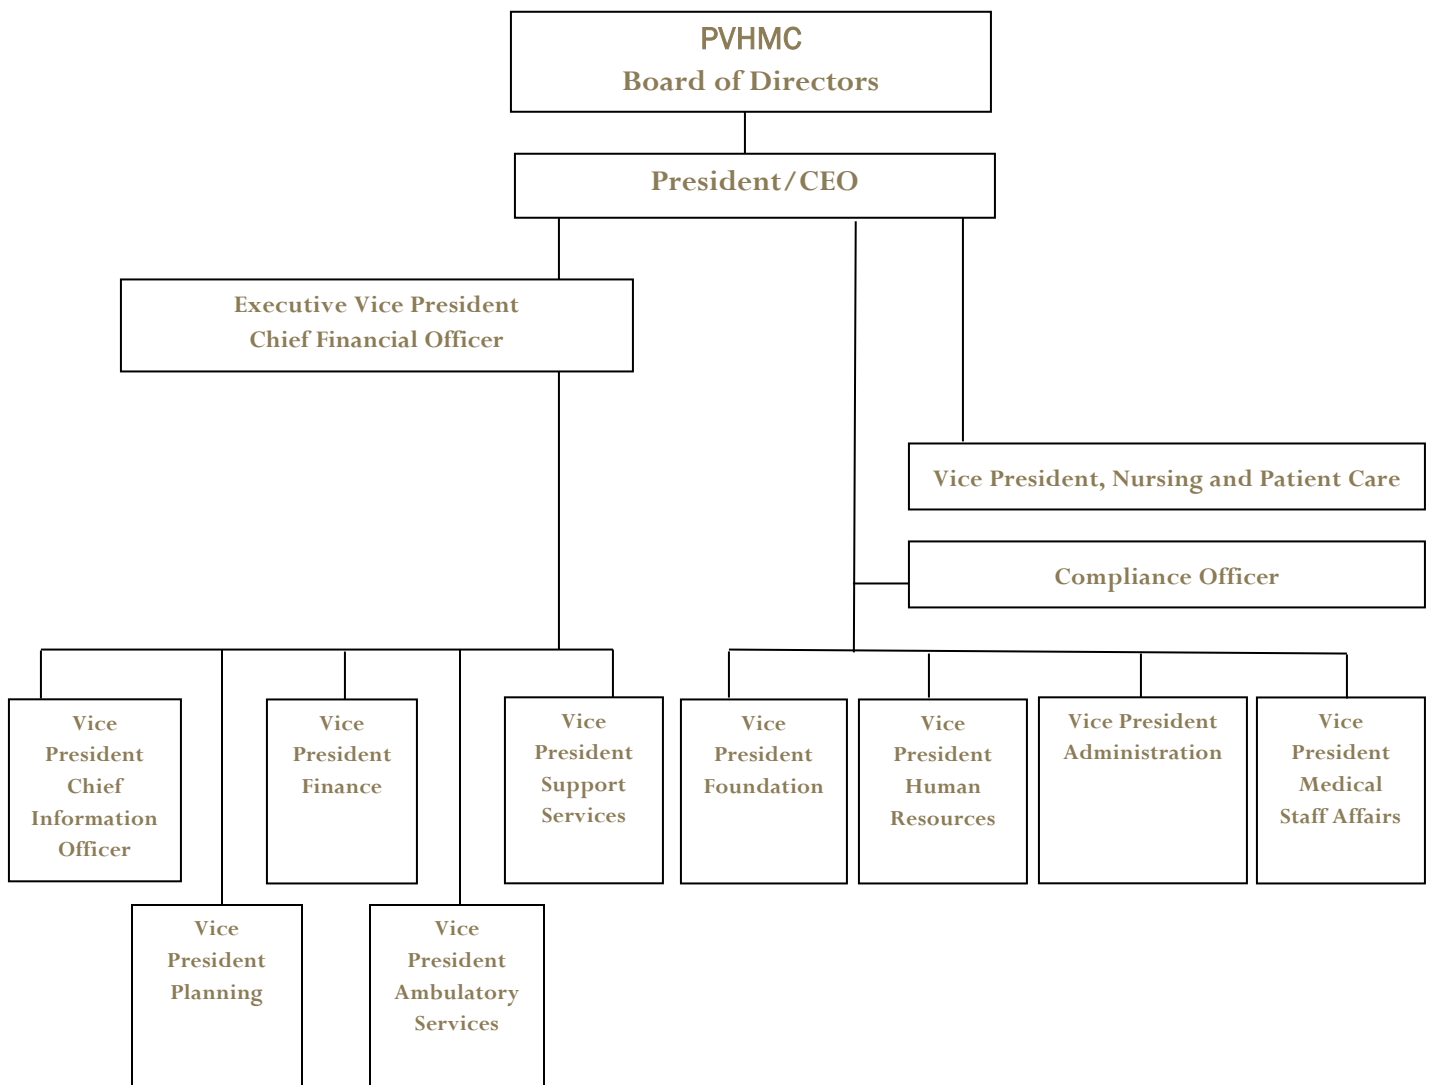 PVHMC
Board of Directors
President/CEO
Executive Vice President
Chief Financial Officer
Vice President, Nursing and Patient Care
Compliance Officer
Vice
President
Chief
Information
Officer
Vice
President
Finance
Vice
President
Support
Services
Vice
President
Foundation
Vice
President
Human
Resources
Vice President
Administration
Vice
President
Medical
Staff Affairs
Vice
President
Planning
Vice
President
Ambulatory
Services